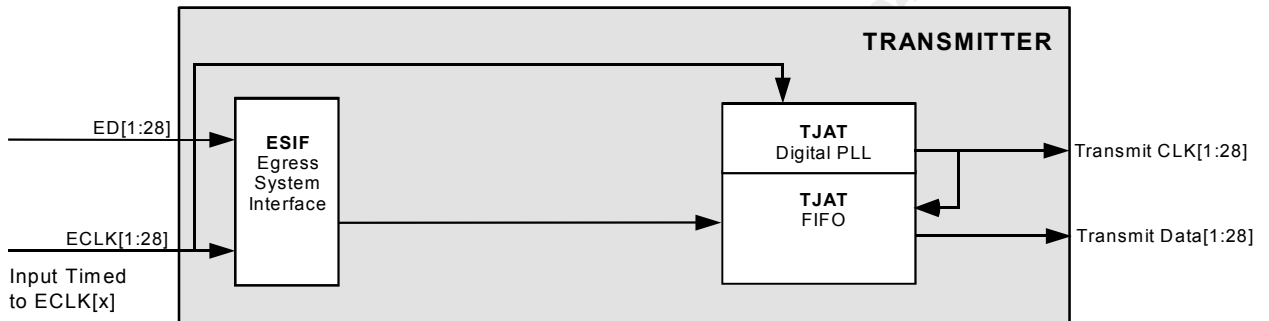 TRANSMITTER
ED[1:28]
ESIF
Egress
System
Interface
TJAT
Digital PLL
Transmit CLK[1:28]
TJAT
FIFO
ECLK[1:28]
Transmit Data[1:28]
Input Timed
to ECLK[x]